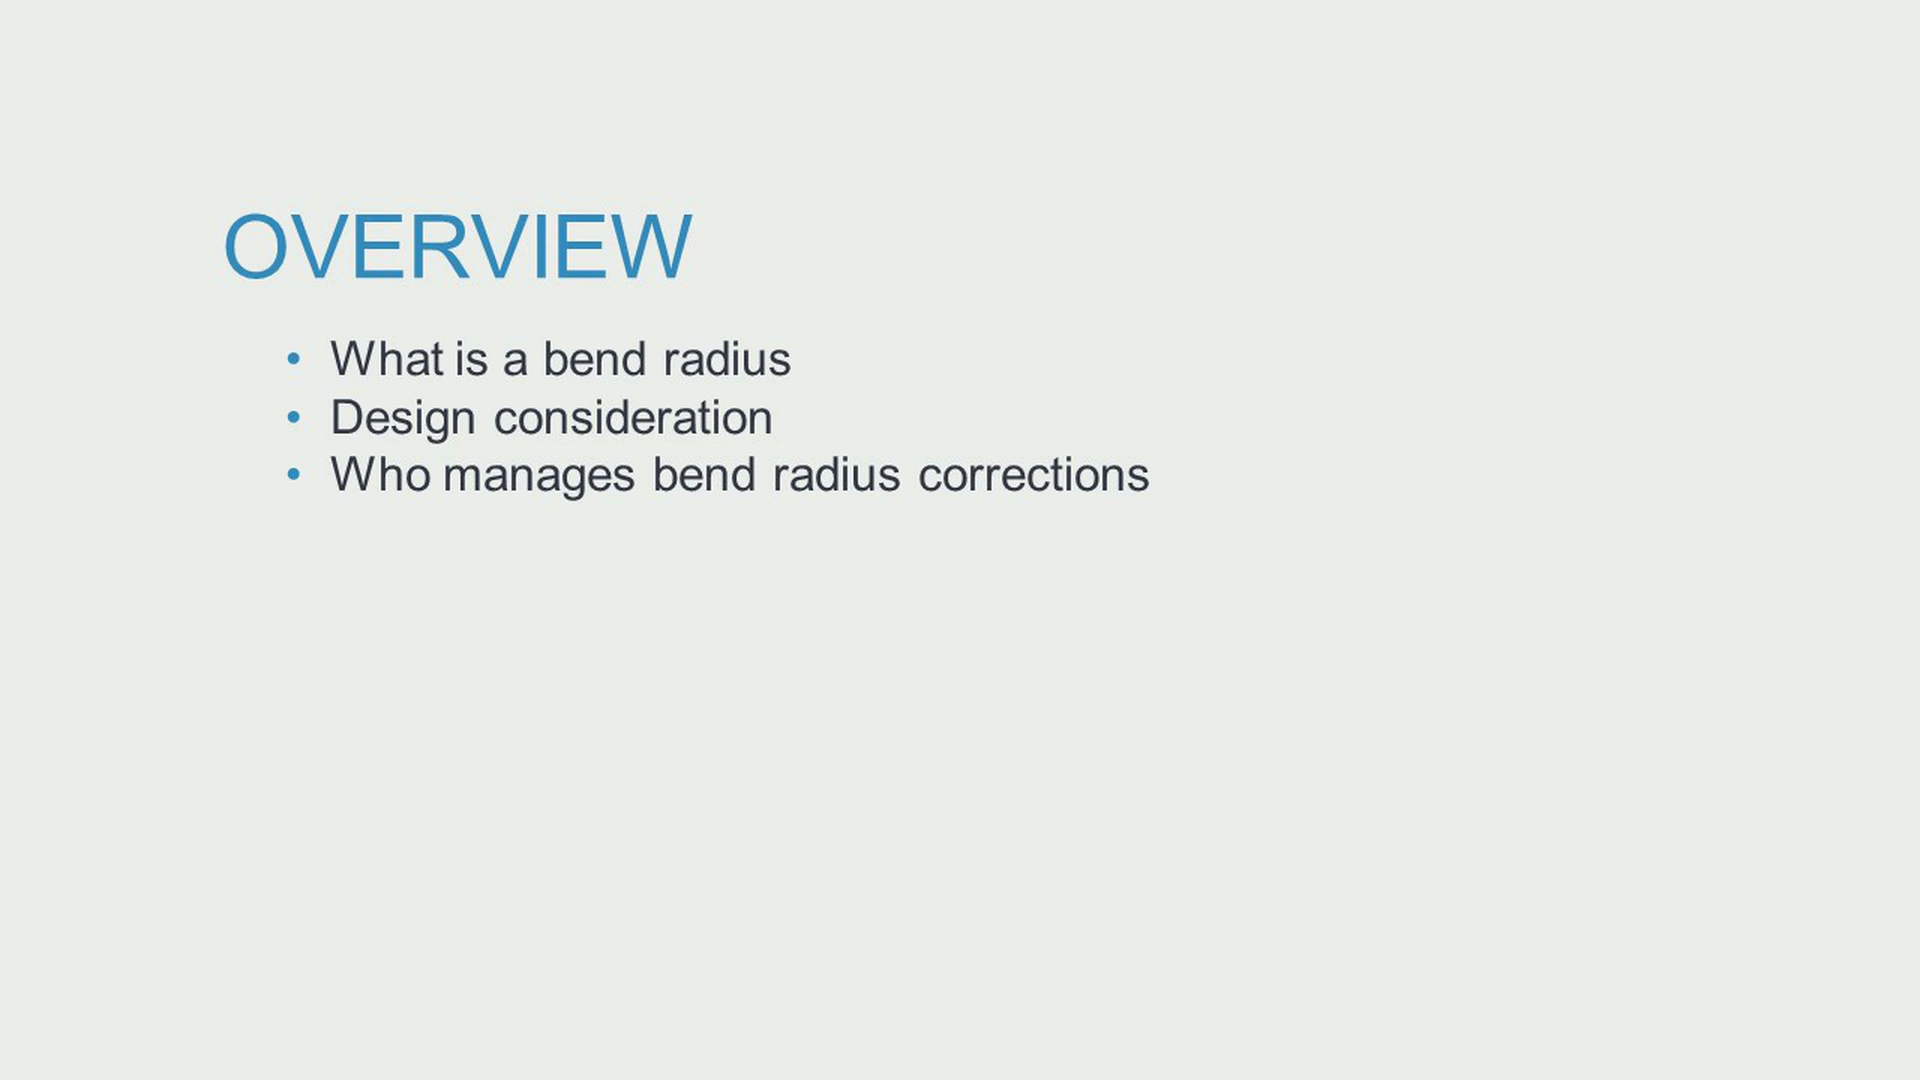 OVERVIEW
• What is a bend radius
• Design consideration
• Who manages bend radius corrections